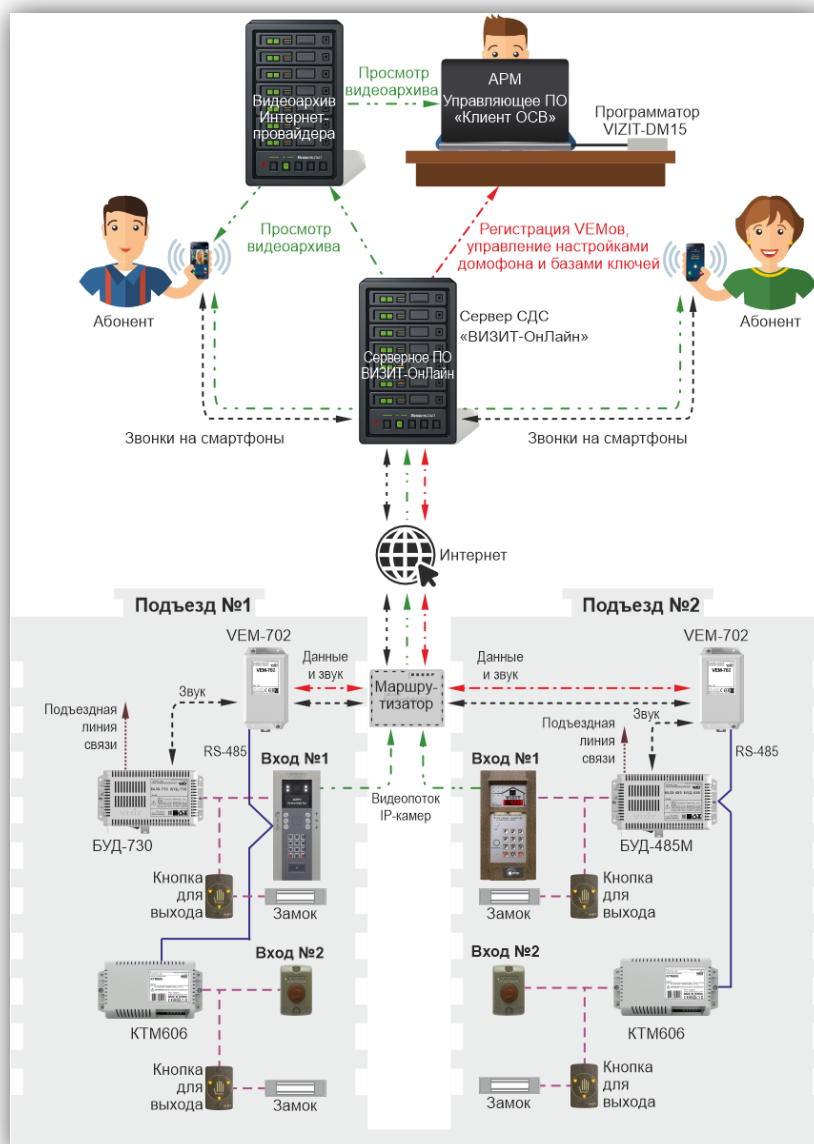 Просмотр
видеоархива
АРМ
Управляющее ПО
«Клиент ОСВ»
Видеоархив
Интернет-
провайдера
Программатор
VIZIT-DM15
Просмотр
видеоархива
Регистрация VEMов,
управление настройками
домофона и базами ключей
Абонент
Абонент
Сервер СДС
«ВИЗИТ-ОнЛайн»
Серверное ПО
ВИЗИТ-ОнЛайн
Звонки на смартфоны
Звонки на смартфоны
Интернет
Подъезд №1
Подъезд №2
VEM-702
VEM-702
Данные
и звук
Данные
и звук
Маршру-
тизатор
Звук
Звук
Подъездная
линия
связи
Подъездная
линия
связи
RS-485
RS-485
Вход №1
Вход №1
Видеопоток
IP-камер
БУД-730
БУД-485М
Кнопка
для
выхода
Замок
Замок
Кнопка
для
выхода
Вход №2
Вход №2
КТМ606
КТМ606
Кнопка
для
выхода
Замок
Замок
Кнопка
для
выхода